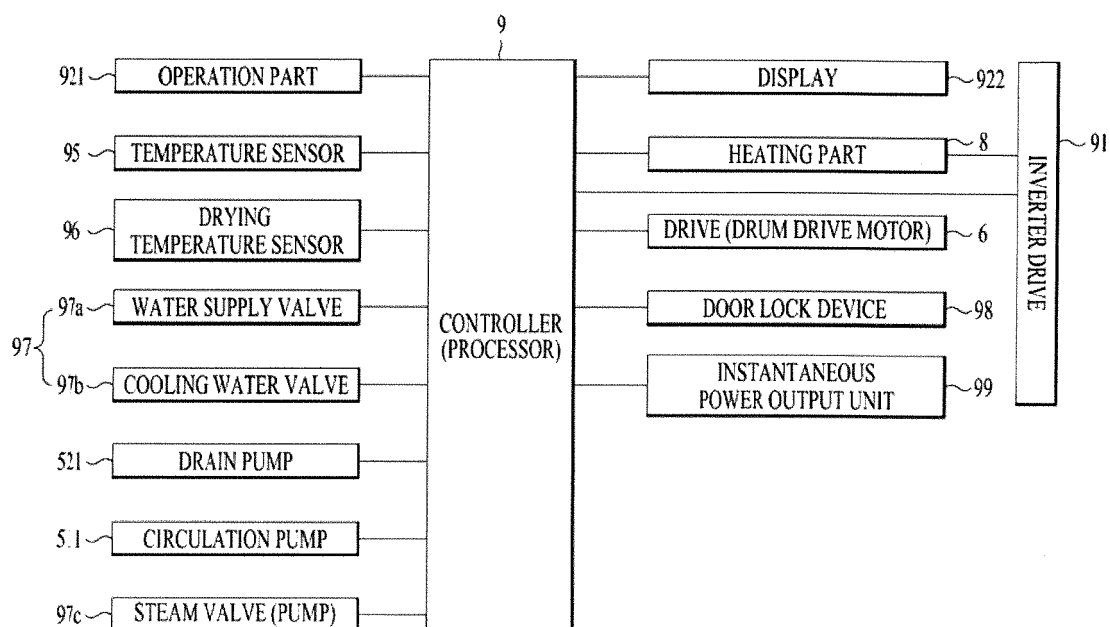 9
921 OPERATION PART
95 TEMPERATURE SENSOR
96 DRYING
TEMPERATURE SENSOR
97
97a WATER SUPPLY VALVE
97b COOLING WATER VALVE
521 DRAIN PUMP
5.1 CIRCULATION PUMP
97c STEAM VALVE (PUMP)
CONTROLLER
(PROCESSOR)
DISPLAY 922
HEATING PART 8
DRIVE (DRUM DRIVE MOTOR) 6
DOOR LOCK DEVICE 98
INSTANTANEOUS
POWER OUTPUT UNIT 99
INVERTER DRIVE 91